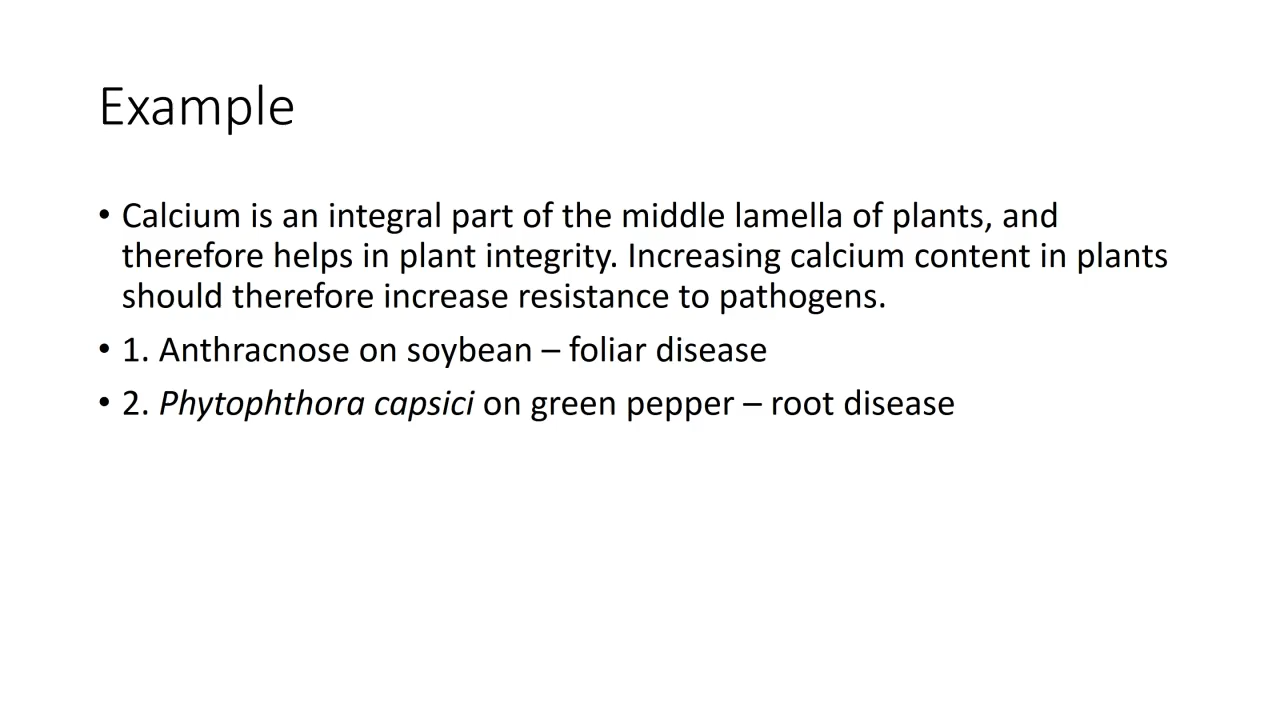 Example
• Calcium is an integral part of the middle lamella of plants, and
therefore helps in plant integrity. Increasing calcium content in plants
should therefore increase resistance to pathogens.
• 1. Anthracnose on soybean – foliar disease
• 2. Phytophthora capsici on green pepper – root disease